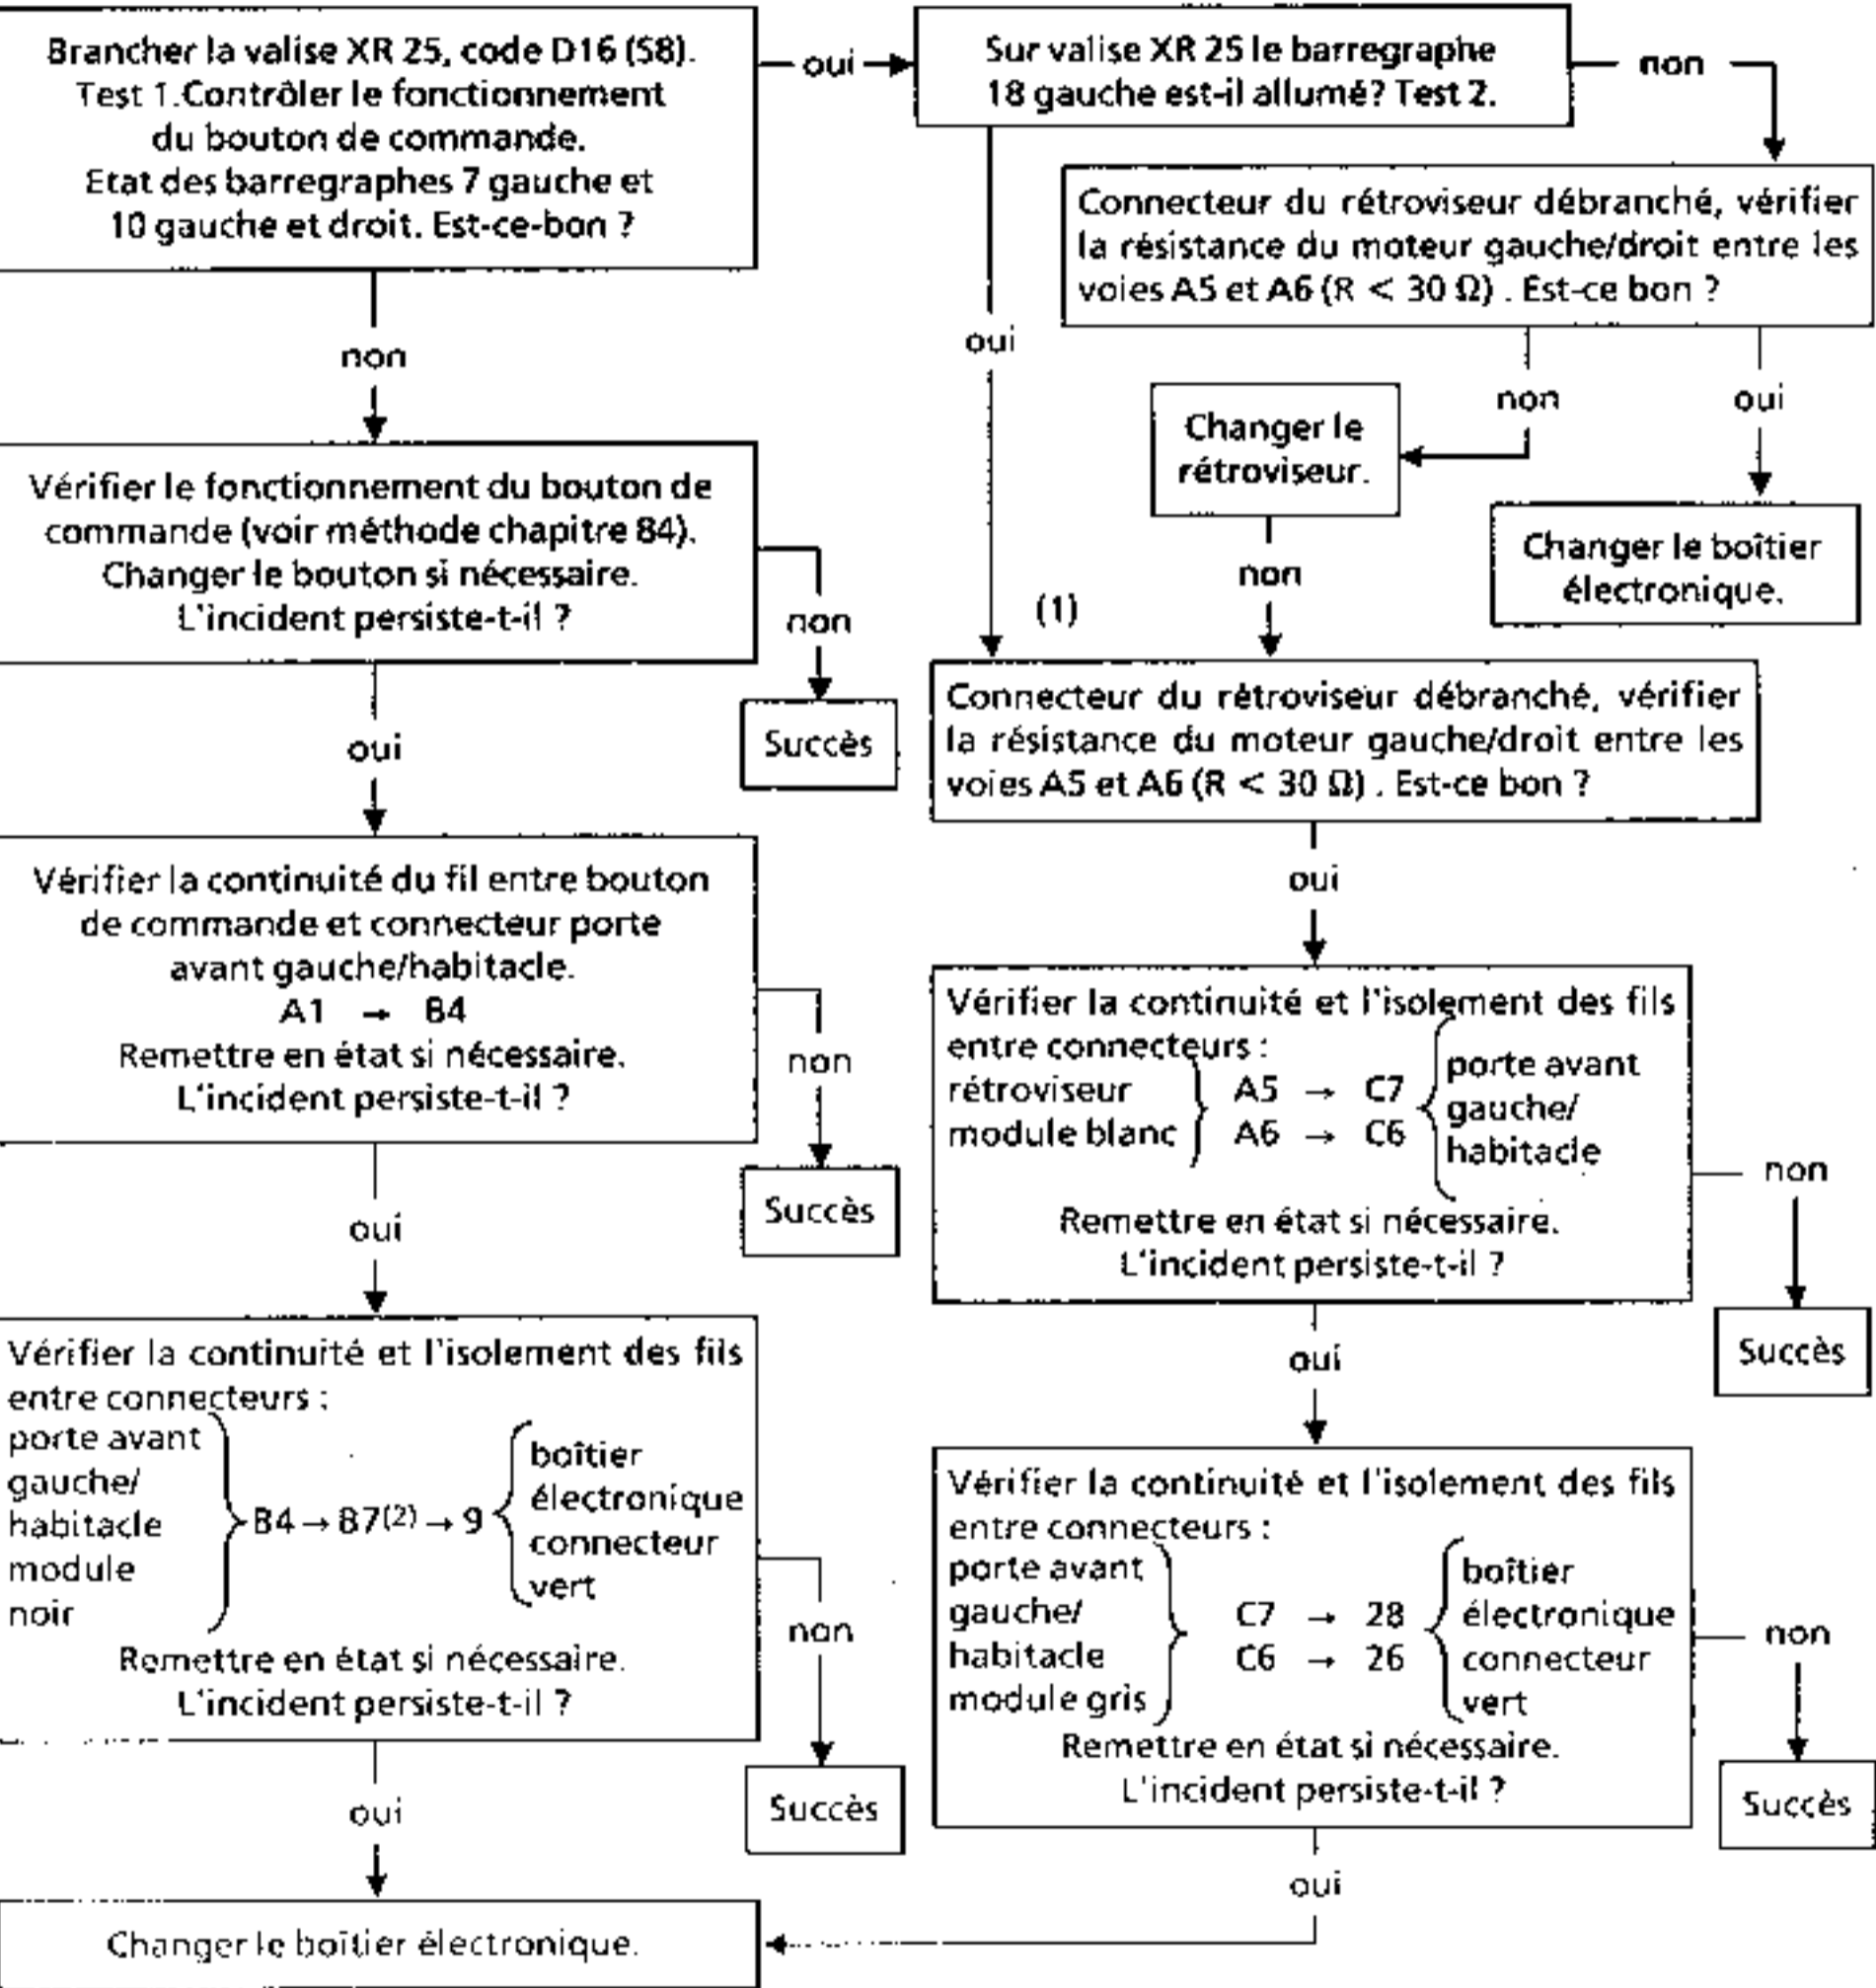 Brancher la valise XR 25, code D16 (S8).
Test 1.Contrôler le fonctionnement
du bouton de commande.
Etat des barregraphes 7 gauche et
10 gauche et droit. Est-ce-bon ?
oui
Sur valise XR 25 le barregraphe
18 gauche est-il allumé? Test 2.
non
Connecteur du rétroviseur débranché, vérifier
la résistance du moteur gauche/droit entre les
voies A5 et A6 (R < 30 Ω) . Est-ce bon ?
oui
non
non
oui
Changer le
rétroviseur.
Changer le boîtier
électronique.
non
(1)
Vérifier le fonctionnement du bouton de
commande (voir méthode chapitre 84).
Changer le bouton si nécessaire.
L'incident persiste-t-il ?
non
Succès
oui
Connecteur du rétroviseur débranché, vérifier
la résistance du moteur gauche/droit entre les
voies A5 et A6 (R < 30 Ω) . Est-ce bon ?
oui
Vérifier la continuité du fil entre bouton
de commande et connecteur porte
avant gauche/habitacle.
A1 → B4
Remettre en état si nécessaire.
L'incident persiste-t-il ?
non
Succès
oui
Vérifier la continuité et l'isolement des fils
entre connecteurs :
rétroviseur
module blanc
A5 → C7
A6 → C6
porte avant
gauche/
habitacle
Remettre en état si nécessaire.
L'incident persiste-t-il ?
non
Succès
oui
Vérifier la continuité et l'isolement des fils
entre connecteurs :
porte avant
gauche/
habitacle
module
noir
B4 → B7(2) → 9
boîtier
électronique
connecteur
vert
Remettre en état si nécessaire.
L'incident persiste-t-il ?
non
Succès
oui
Vérifier la continuité et l'isolement des fils
entre connecteurs :
porte avant
gauche/
habitacle
module gris
C7 → 28
C6 → 26
boîtier
électronique
connecteur
vert
Remettre en état si nécessaire.
L'incident persiste-t-il ?
non
Succès
oui
Changer le boîtier électronique.